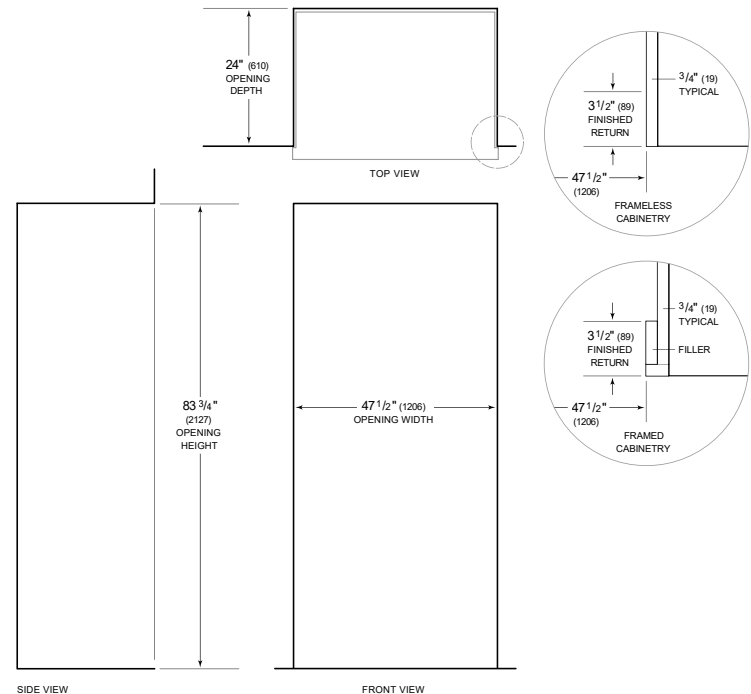 24" (610)
OPENING
DEPTH
TOP VIEW
3/4" (19)
TYPICAL
3 1/2" (89)
FINISHED
RETURN
47 1/2"
(1206)
FRAMELESS
CABINETRY
3/4" (19)
TYPICAL
3 1/2" (89)
FINISHED
RETURN
FILLER
47 1/2"
(1206)
FRAMED
CABINETRY
83 3/4"
(2127)
OPENING
HEIGHT
47 1/2" (1206)
OPENING WIDTH
SIDE VIEW
FRONT VIEW